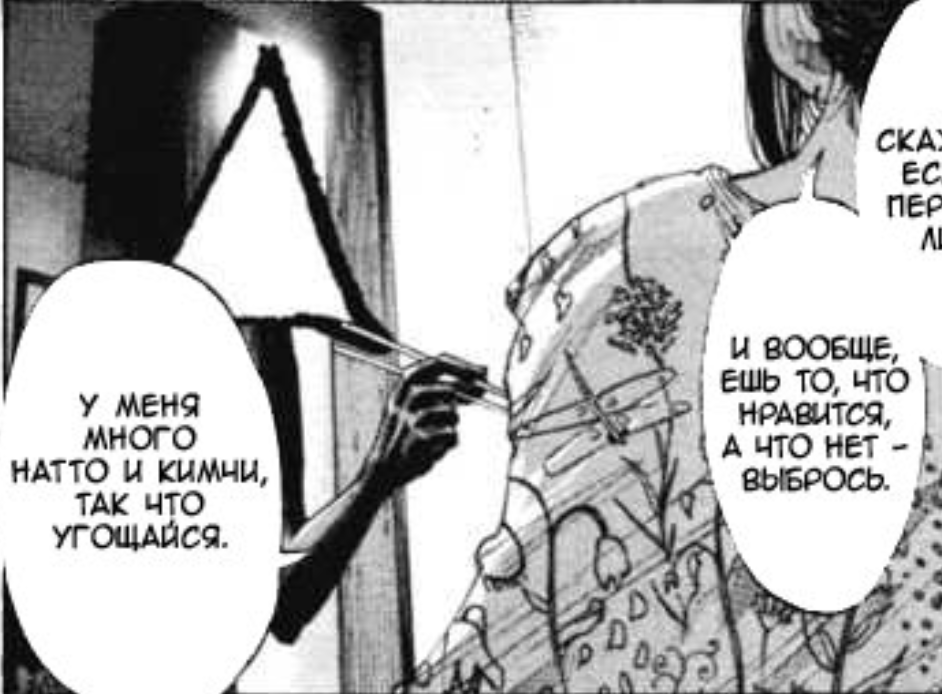 И ВООБЩЕ,
ЕШЬ ТО, ЧТО
НРАВИТСЯ,
А ЧТО НЕТ -
ВЫБРОСЬ.
У МЕНЯ
МНОГО
НАТТО И КИМЧИ,
ТАК ЧТО
УГОЩАЙСЯ.